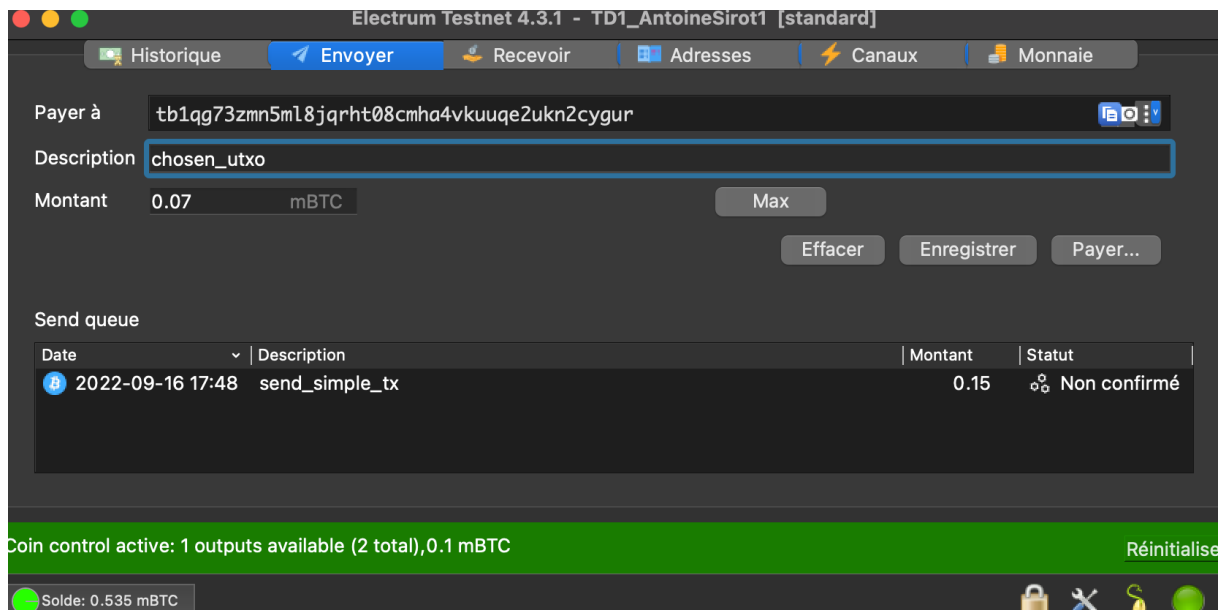 Electrum Testnet 4.3.1 - TD1_AntoineSirot1 [standard]
Historique Envoyer Recevoir Adresses Canaux Monnaie
Payer à tb1qg73zmn5ml8jqrht08cmha4vkuuqe2ukn2cygur
Description chosen_utxo
Montant 0.07 mBTC Max
Effacer Enregistrer Payer...
Send queue
Date Description Montant Statut
2022-09-16 17:48 send_simple_tx 0.15 Non confirmé
Coin control active: 1 outputs available (2 total),0.1 mBTC Réinitialise
Solde: 0.535 mBTC